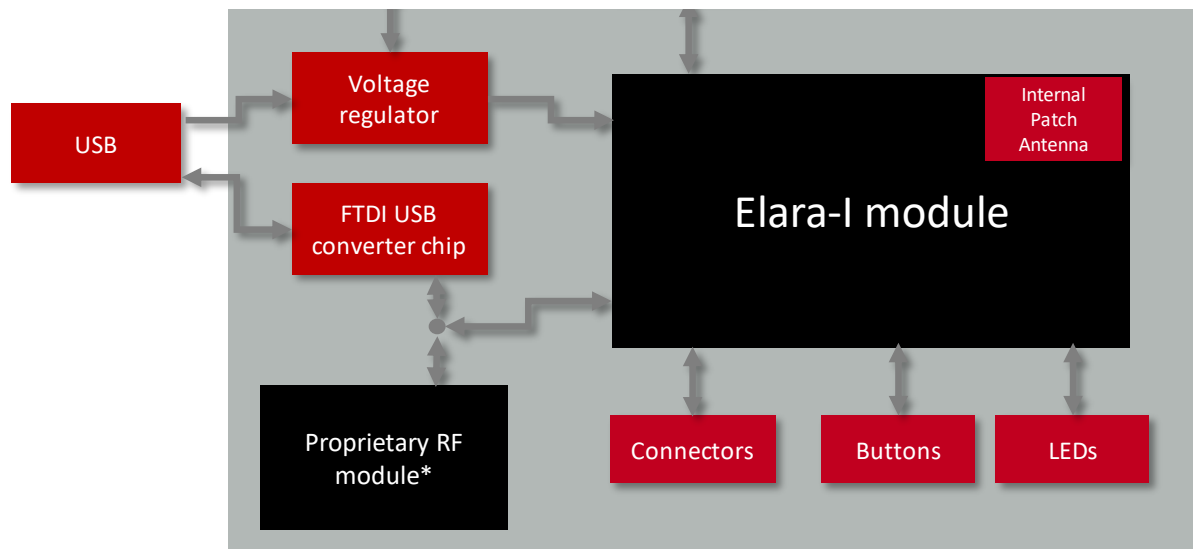 Voltage
regulator
Internal
Patch
Antenna
USB
Elara-I module
FTDI USB
converter chip
Proprietary RF
module*
Connectors
Buttons
LEDs